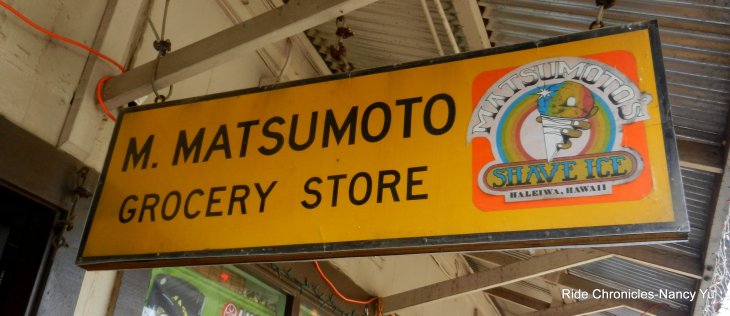 M. MATSUMOTO
GROCERY STORE
MATSUMOTO'S
SHAVE ICE
HALEIWA, HAWAII
Ride Chronicles-Nancy Yu